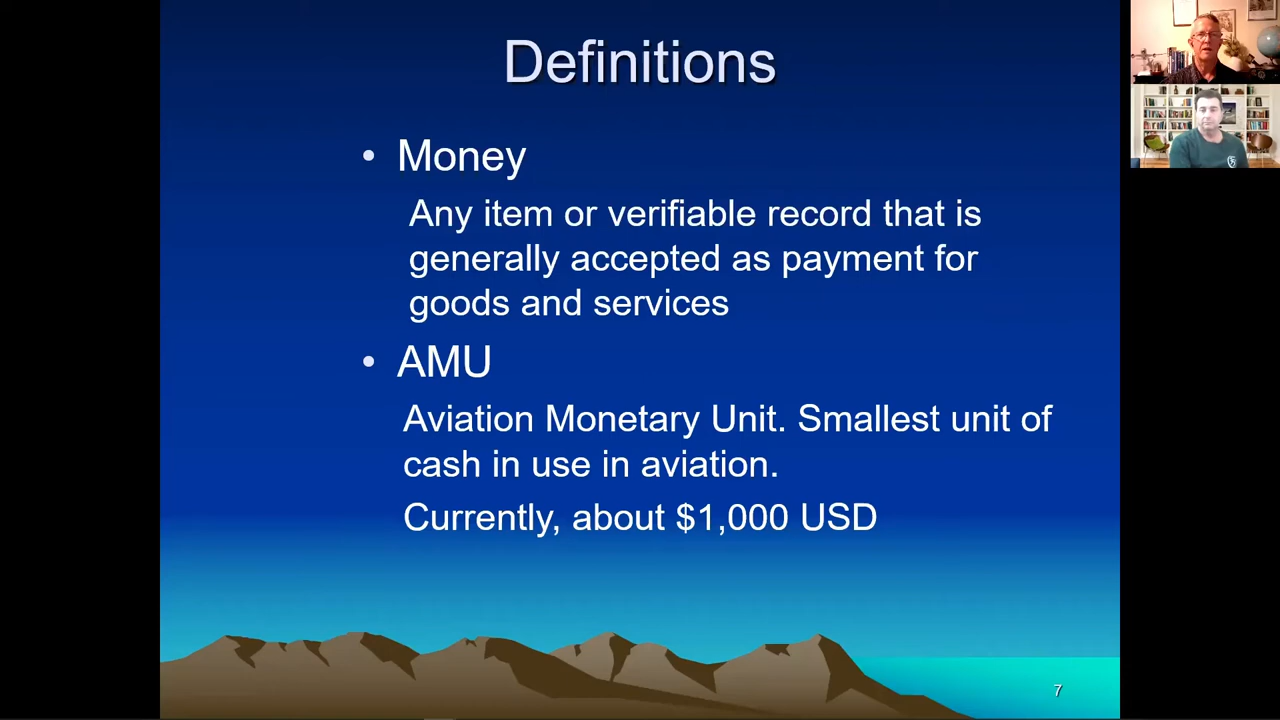 Definitions
• Money
Any item or verifiable record that is
generally accepted as payment for
goods and services
• AMU
Aviation Monetary Unit. Smallest unit of
cash in use in aviation.
Currently, about $1,000 USD
7